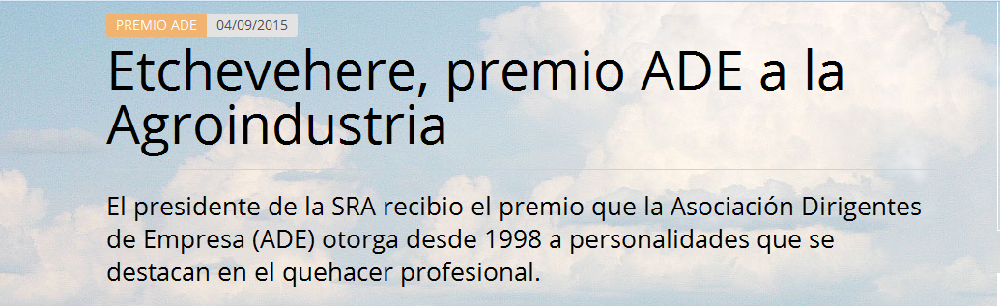 PREMIO ADE 04/09/2015
Etchevehere, premio ADE a la
Agroindustria
El presidente de la SRA recibio el premio que la Asociación Dirigentes
de Empresa (ADE) otorga desde 1998 a personalidades que se
destacan en el quehacer profesional.